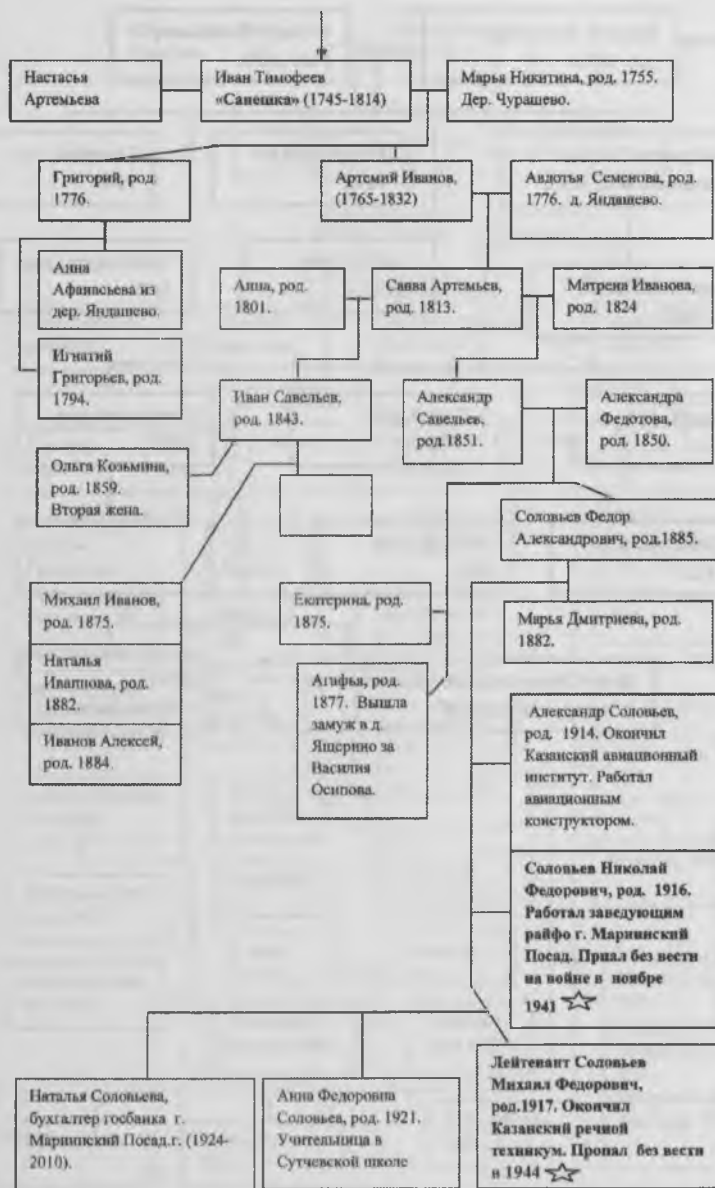 Настасья
Артемьева
Иван Тимофеев
«Санешка» (1745-1814)
Марья Никитина, род. 1755.
Дер. Чурашево.
Григорий, род.
1776.
Артемий Иванов,
(1765-1832)
Авдотья Семенова, род.
1776. д. Яндашево.
Анна
Афанасьева из
дер. Яндашево.
Анна, род.
1801.
Савва Артемьев,
род. 1813.
Матрена Иванова,
род. 1824
Игнатий
Григорьев, род.
1794.
Иван Савельев,
род. 1843.
Александр
Савельев,
род.1851.
Александра
Федотова,
род. 1850.
Ольга Козьмина,
род. 1859.
Вторая жена.
Соловьев Федор
Александрович, род.1885.
Михаил Иванов,
род. 1875.
Екатерина, род.
1875.
Марья Дмитриева, род.
1882.
Наталья
Иваннова, род.
1882.
Иванов Алексей,
род. 1884.
Агафья, род.
1877. Вышла
замуж в д.
Ящерино за
Василия
Осипова.
Александр Соловьев,
род. 1914. Окончил
Казанский авиационный
институт. Работал
авиационным
конструктором.
Соловьев Николай
Федорович, род. 1916.
Работал заведующим
райфо г. Мариинский
Посад. Прпал без вести
на войне в ноябре
1941
Наталья Соловьева,
бухгалтер госбанка г.
Мариинский Посад.г. (1924-
2010).
Анна Федоровна
Соловьева, род. 1921.
Учительница в
Сутчевской школе
Лейтенант Соловьев
Михаил Федорович,
род.1917. Окончил
Казанский речной
техникум. Пропал без вести
в 1944